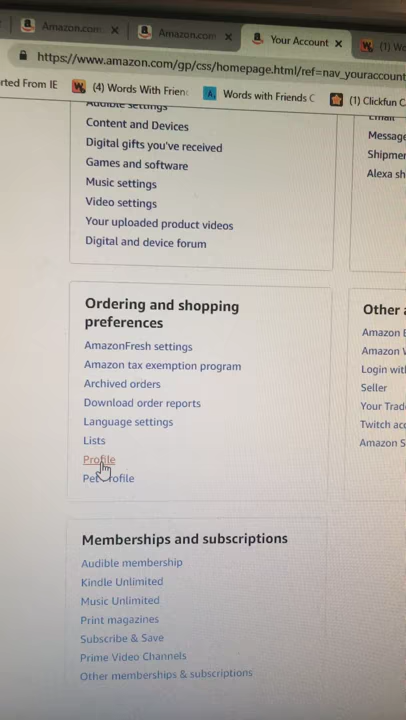 Amazon.com
Amazon.com
Your Account
https://www.amazon.com/gp/css/homepage.html/ref=nav_youraccount
rted From IE
(4) Words With Frien
Words with Friends C
(1) Clickfun C
Audible settings
Content and Devices
Digital gifts you've received
Games and software
Music settings
Video settings
Your uploaded product videos
Digital and device forum
Email
Message
Shipmen
Alexa sh
Ordering and shopping
preferences
AmazonFresh settings
Amazon tax exemption program
Archived orders
Download order reports
Language settings
Lists
Profile
Pet Profile
Other a
Amazon
Amazon
Login wit
Seller
Your Trad
Twitch acc
Amazon S
Memberships and subscriptions
Audible membership
Kindle Unlimited
Music Unlimited
Print magazines
Subscribe & Save
Prime Video Channels
Other memberships & subscriptions